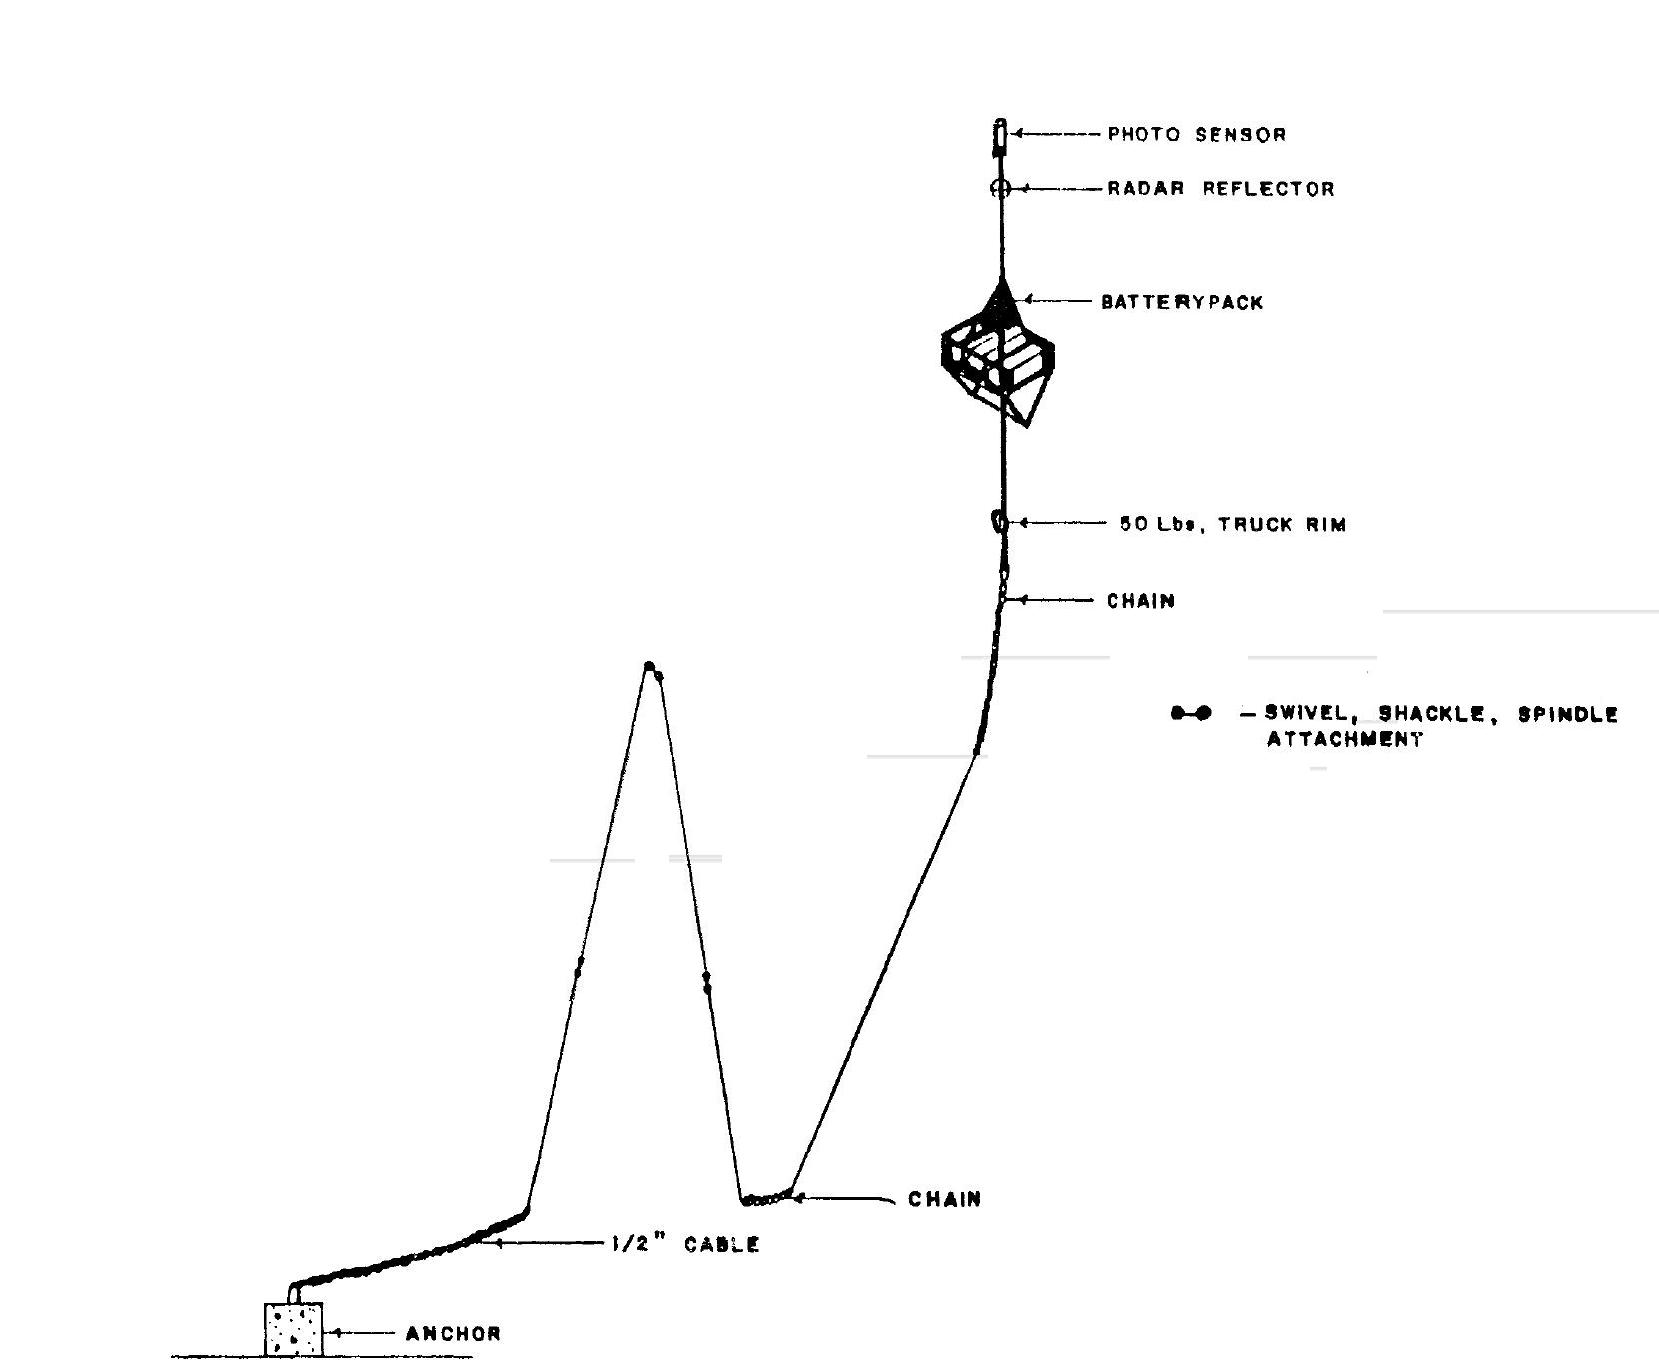 PHOTO SENSOR
RADAR REFLECTOR
BATTERYPACK
50 Lbs, TRUCK RIM
CHAIN
— SWIVEL, SHACKLE, SPINDLE
ATTACHMENT
CHAIN
1/2" CABLE
ANCHOR